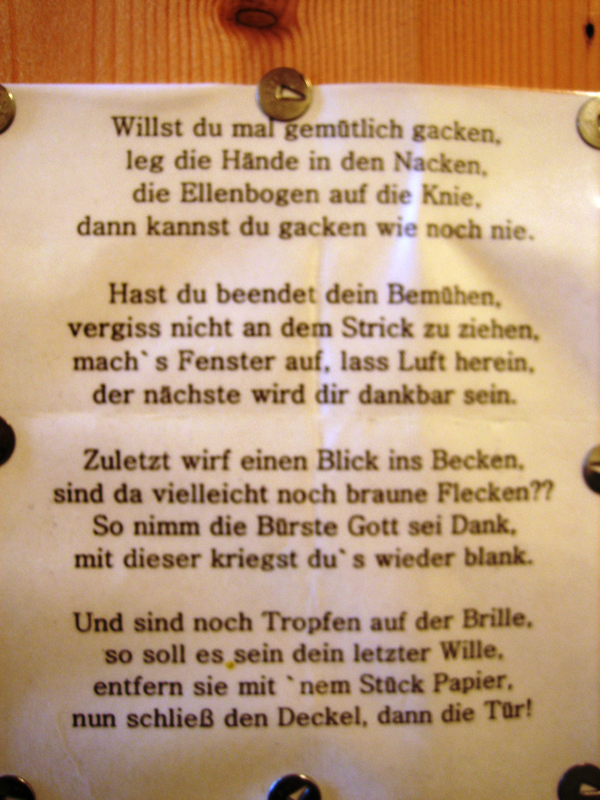 Willst du mal gemütlich gacken,
leg die Hände in den Nacken,
die Ellenbogen auf die Knie,
dann kannst du gacken wie noch nie.
Hast du beendet dein Bemühen,
vergiss nicht an dem Strick zu ziehen,
mach`s Fenster auf, lass Luft herein,
der nächste wird dir dankbar sein.
Zuletzt wirf einen Blick ins Becken,
sind da vielleicht noch braune Flecken??
So nimm die Bürste Gott sei Dank,
mit dieser kriegst du`s wieder blank.
Und sind noch Tropfen auf der Brille,
so soll es sein dein letzter Wille,
entfern sie mit `nem Stück Papier,
nun schließ den Deckel, dann die Tür!